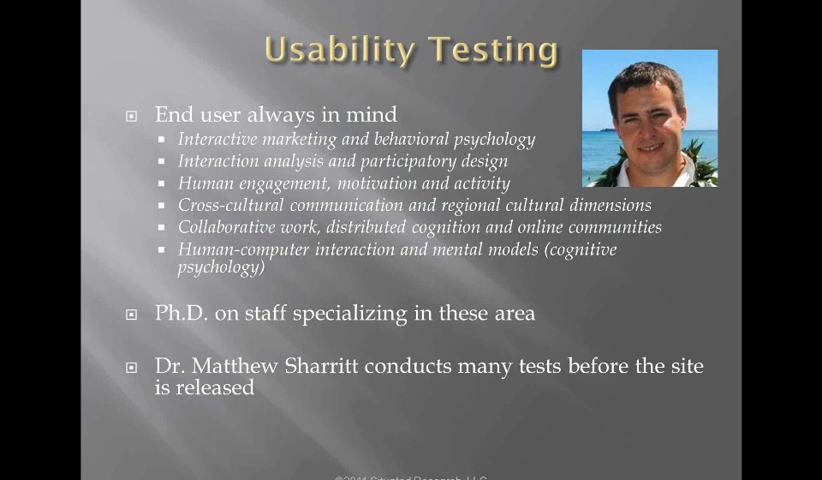 Usability Testing
End user always in mind
Interactive marketing and behavioral psychology
Interaction analysis and participatory design
Human engagement, motivation and activity
Cross-cultural communication and regional cultural dimensions
Collaborative work, distributed cognition and online communities
Human-computer interaction and mental models (cognitive
psychology)
Ph.D. on staff specializing in these area
Dr. Matthew Sharritt conducts many tests before the site
is released